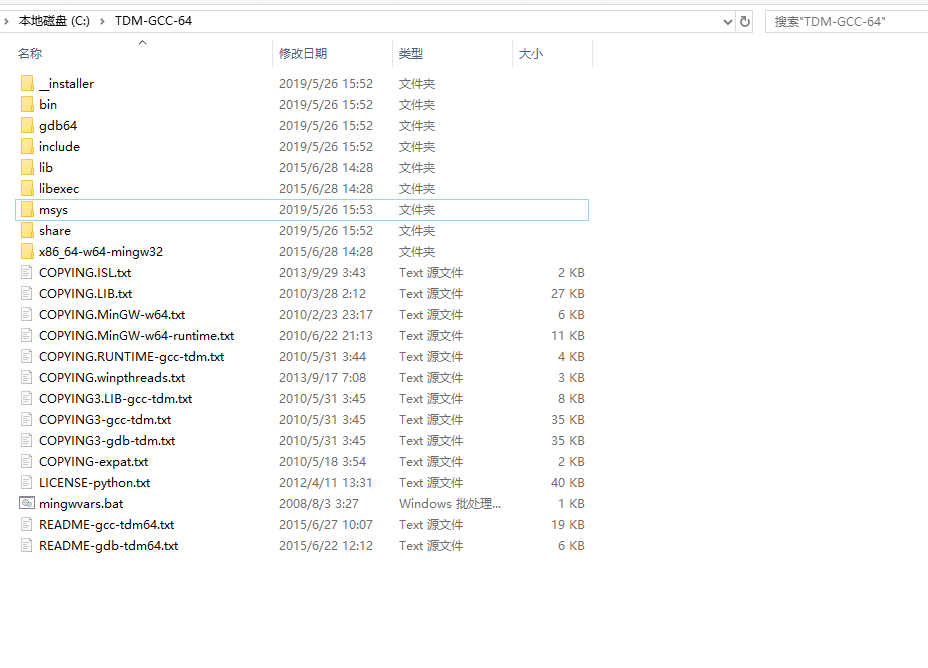 本地磁盘 (C:) › TDM-GCC-64 搜索"TDM-GCC-64"
名称 修改日期 类型 大小
__installer 2019/5/26 15:52 文件夹
bin 2019/5/26 15:52 文件夹
gdb64 2019/5/26 15:52 文件夹
include 2019/5/26 15:52 文件夹
lib 2015/6/28 14:28 文件夹
libexec 2015/6/28 14:28 文件夹
msys 2019/5/26 15:53 文件夹
share 2019/5/26 15:52 文件夹
x86_64-w64-mingw32 2015/6/28 14:28 文件夹
COPYING.ISL.txt 2013/9/29 3:43 Text 源文件 2 KB
COPYING.LIB.txt 2010/3/28 2:12 Text 源文件 27 KB
COPYING.MinGW-w64.txt 2010/2/23 23:17 Text 源文件 6 KB
COPYING.MinGW-w64-runtime.txt 2010/6/22 21:13 Text 源文件 11 KB
COPYING.RUNTIME-gcc-tdm.txt 2010/5/31 3:44 Text 源文件 4 KB
COPYING.winpthreads.txt 2013/9/17 7:08 Text 源文件 3 KB
COPYING3.LIB-gcc-tdm.txt 2010/5/31 3:45 Text 源文件 8 KB
COPYING3-gcc-tdm.txt 2010/5/31 3:45 Text 源文件 35 KB
COPYING3-gdb-tdm.txt 2010/5/31 3:45 Text 源文件 35 KB
COPYING-expat.txt 2010/5/18 3:54 Text 源文件 2 KB
LICENSE-python.txt 2012/4/11 13:31 Text 源文件 40 KB
mingwvars.bat 2008/8/3 3:27 Windows 批处理... 1 KB
README-gcc-tdm64.txt 2015/6/27 10:07 Text 源文件 19 KB
README-gdb-tdm64.txt 2015/6/22 12:12 Text 源文件 6 KB